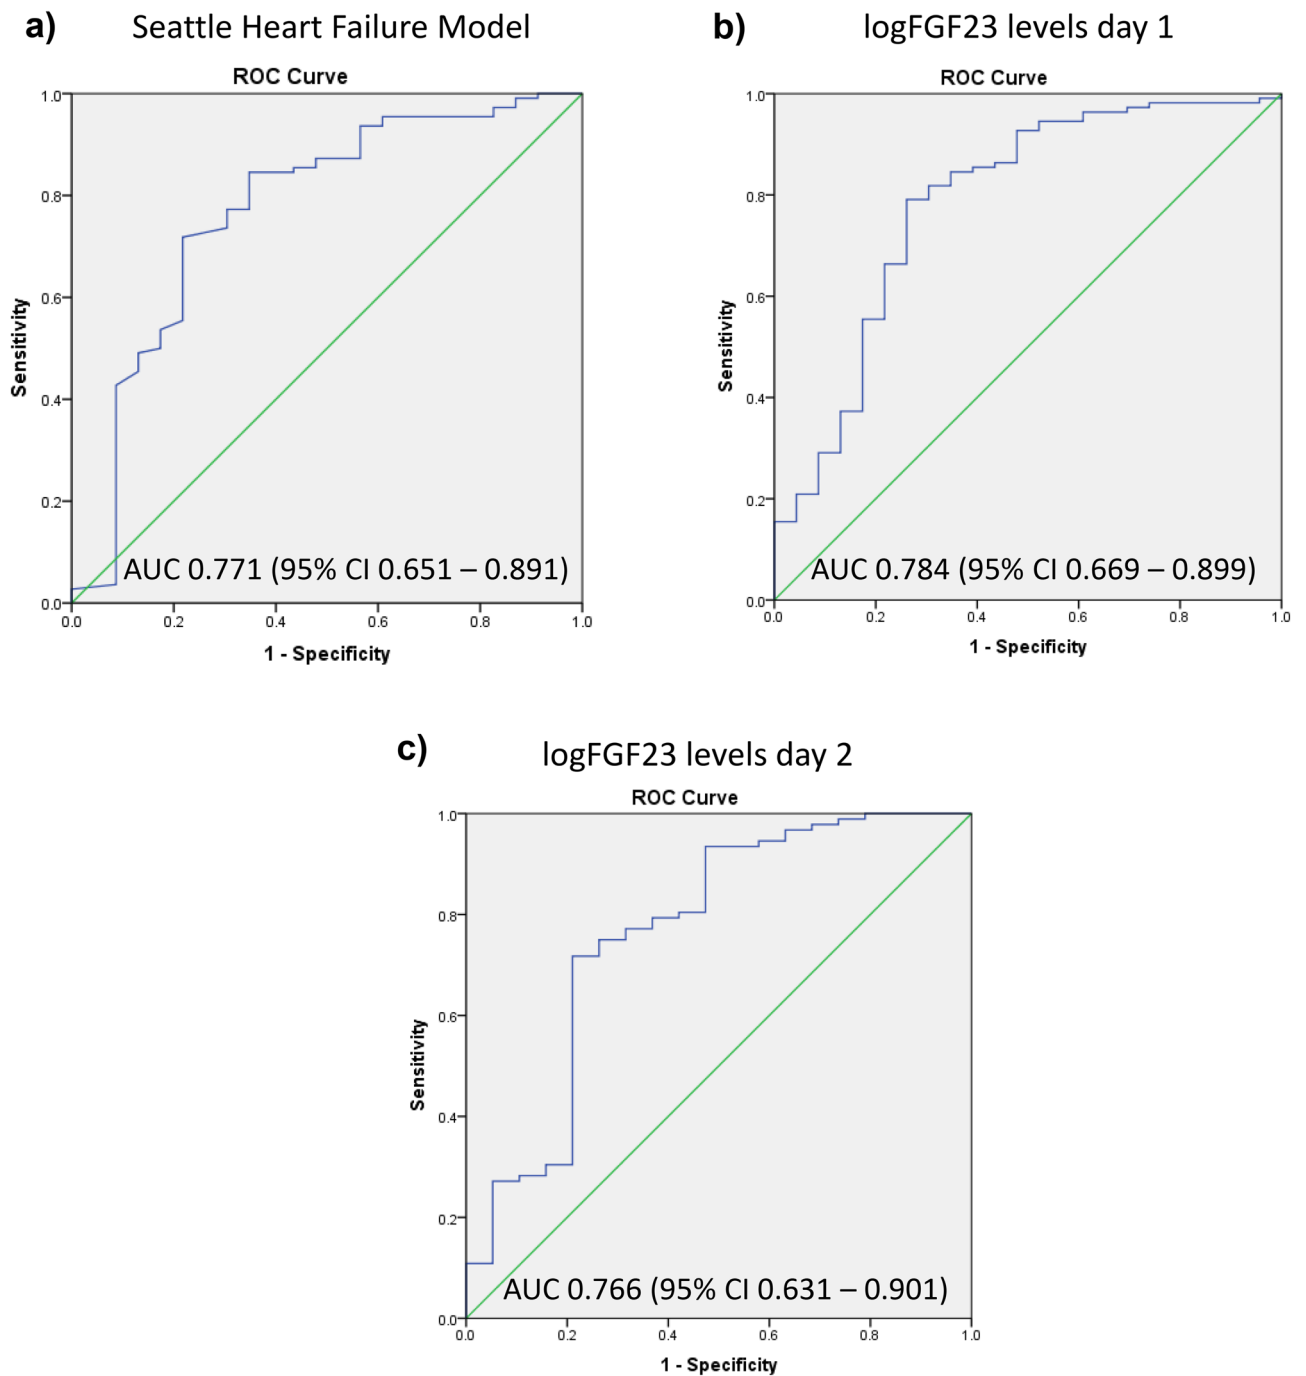 a) Seattle Heart Failure Model
ROC Curve
1.0
0.8
0.6
0.4
0.2
0.0
Sensitivity
AUC 0.771 (95% CI 0.651 – 0.891)
0.0 0.2 0.4 0.6 0.8 1.0
1 - Specificity
b) logFGF23 levels day 1
ROC Curve
1.0
0.8
0.6
0.4
0.2
0.0
Sensitivity
AUC 0.784 (95% CI 0.669 – 0.899)
0.0 0.2 0.4 0.6 0.8 1.0
1 - Specificity
c) logFGF23 levels day 2
ROC Curve
1.0
0.8
0.6
0.4
0.2
0.0
Sensitivity
AUC 0.766 (95% CI 0.631 – 0.901)
0.0 0.2 0.4 0.6 0.8 1.0
1 - Specificity